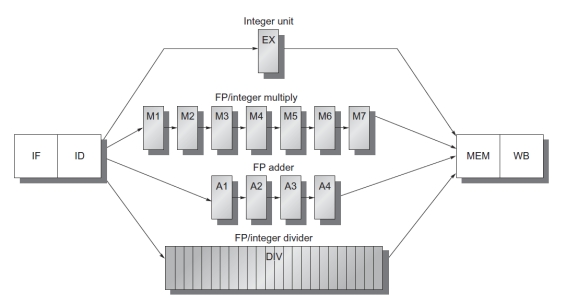 Integer unit
EX
FP/integer multiply
M1 M2 M3 M4 M5 M6 M7
IF ID MEM WB
FP adder
A1 A2 A3 A4
FP/integer divider
DIV